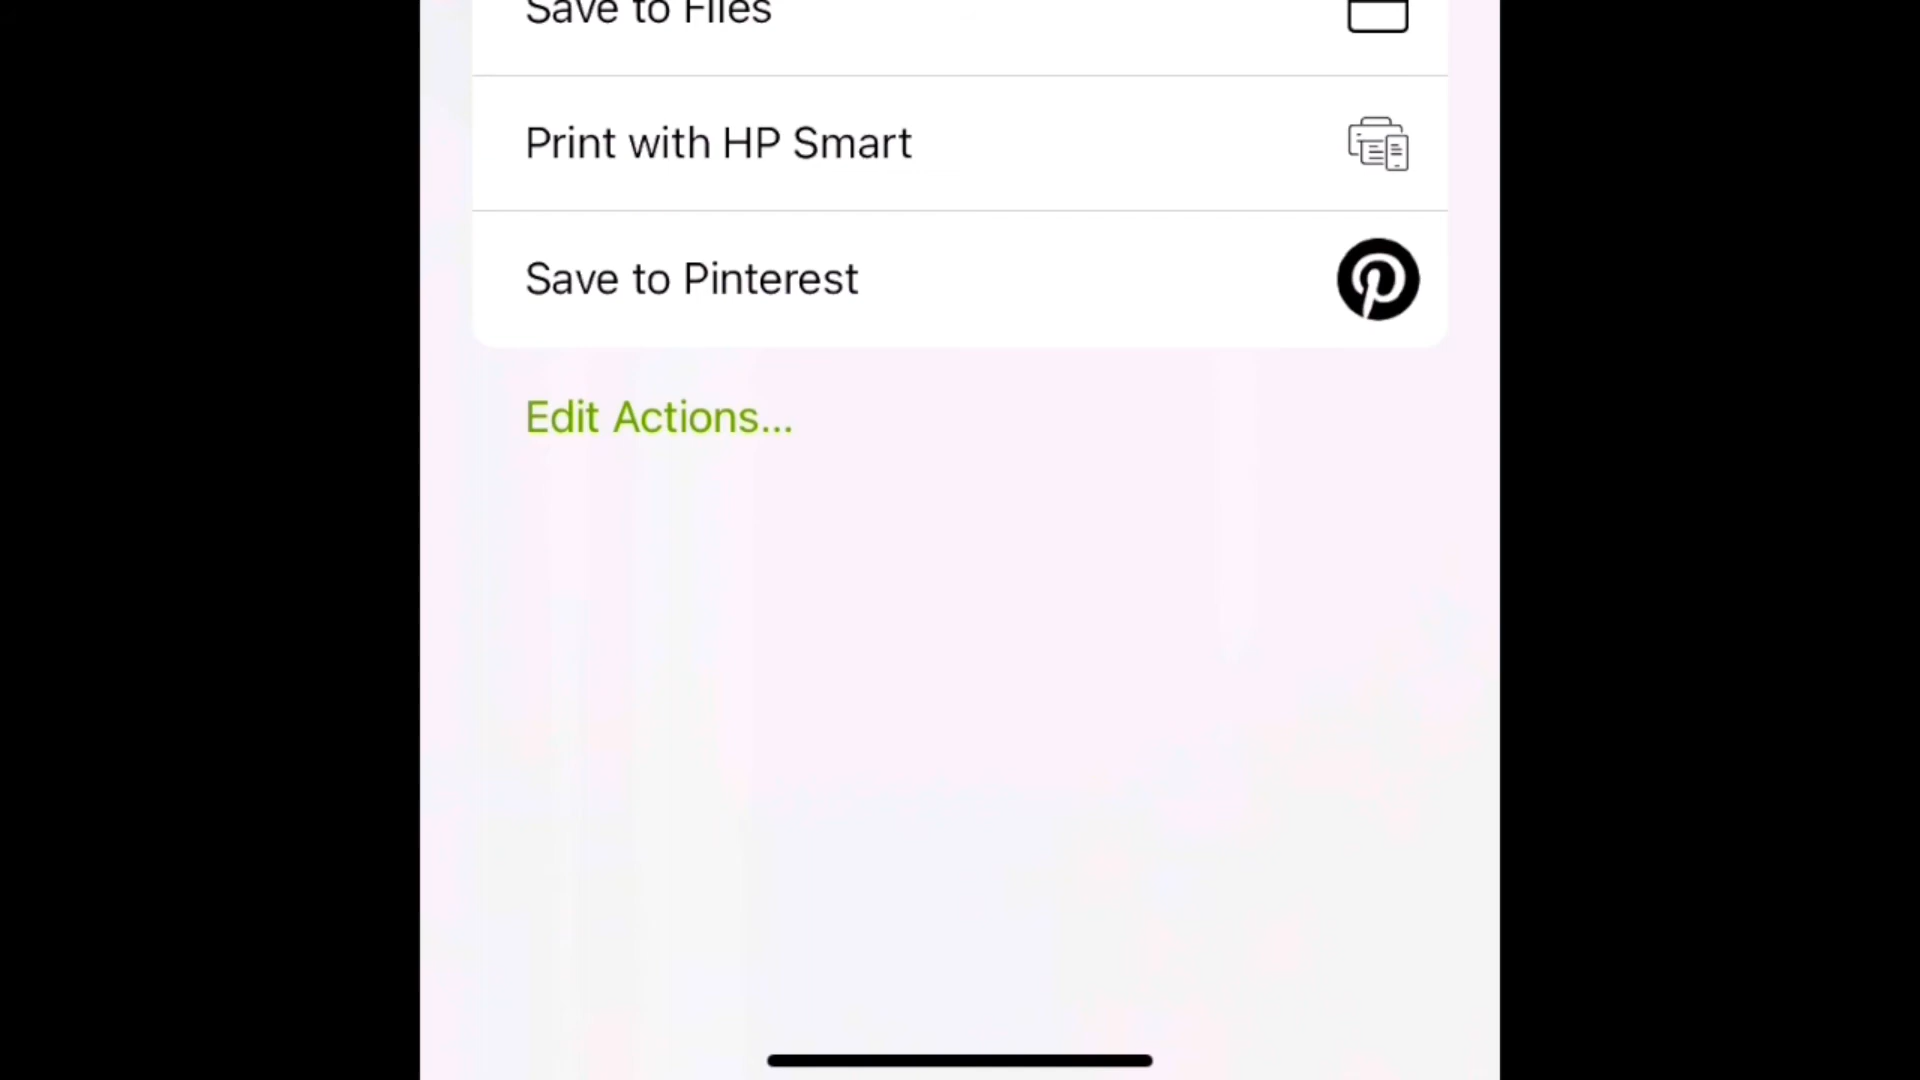 Save to Files
Print with HP Smart
Save to Pinterest
Edit Actions...